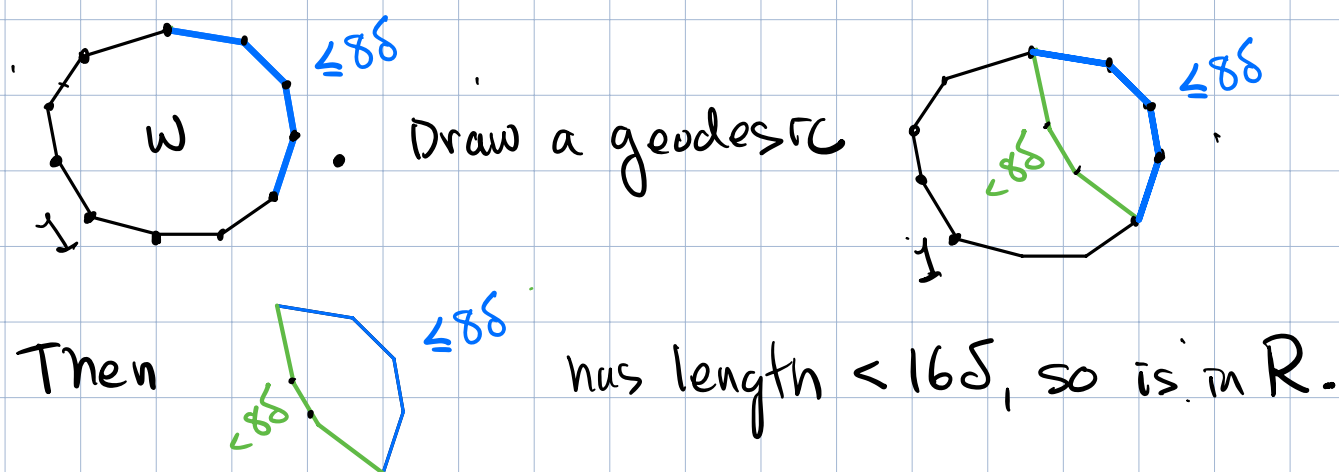 ≤8δ
W
1
. Draw a geodesic
≤8δ
<8δ
1
Then
≤8δ
<8δ
has length < 16δ, so is in R.